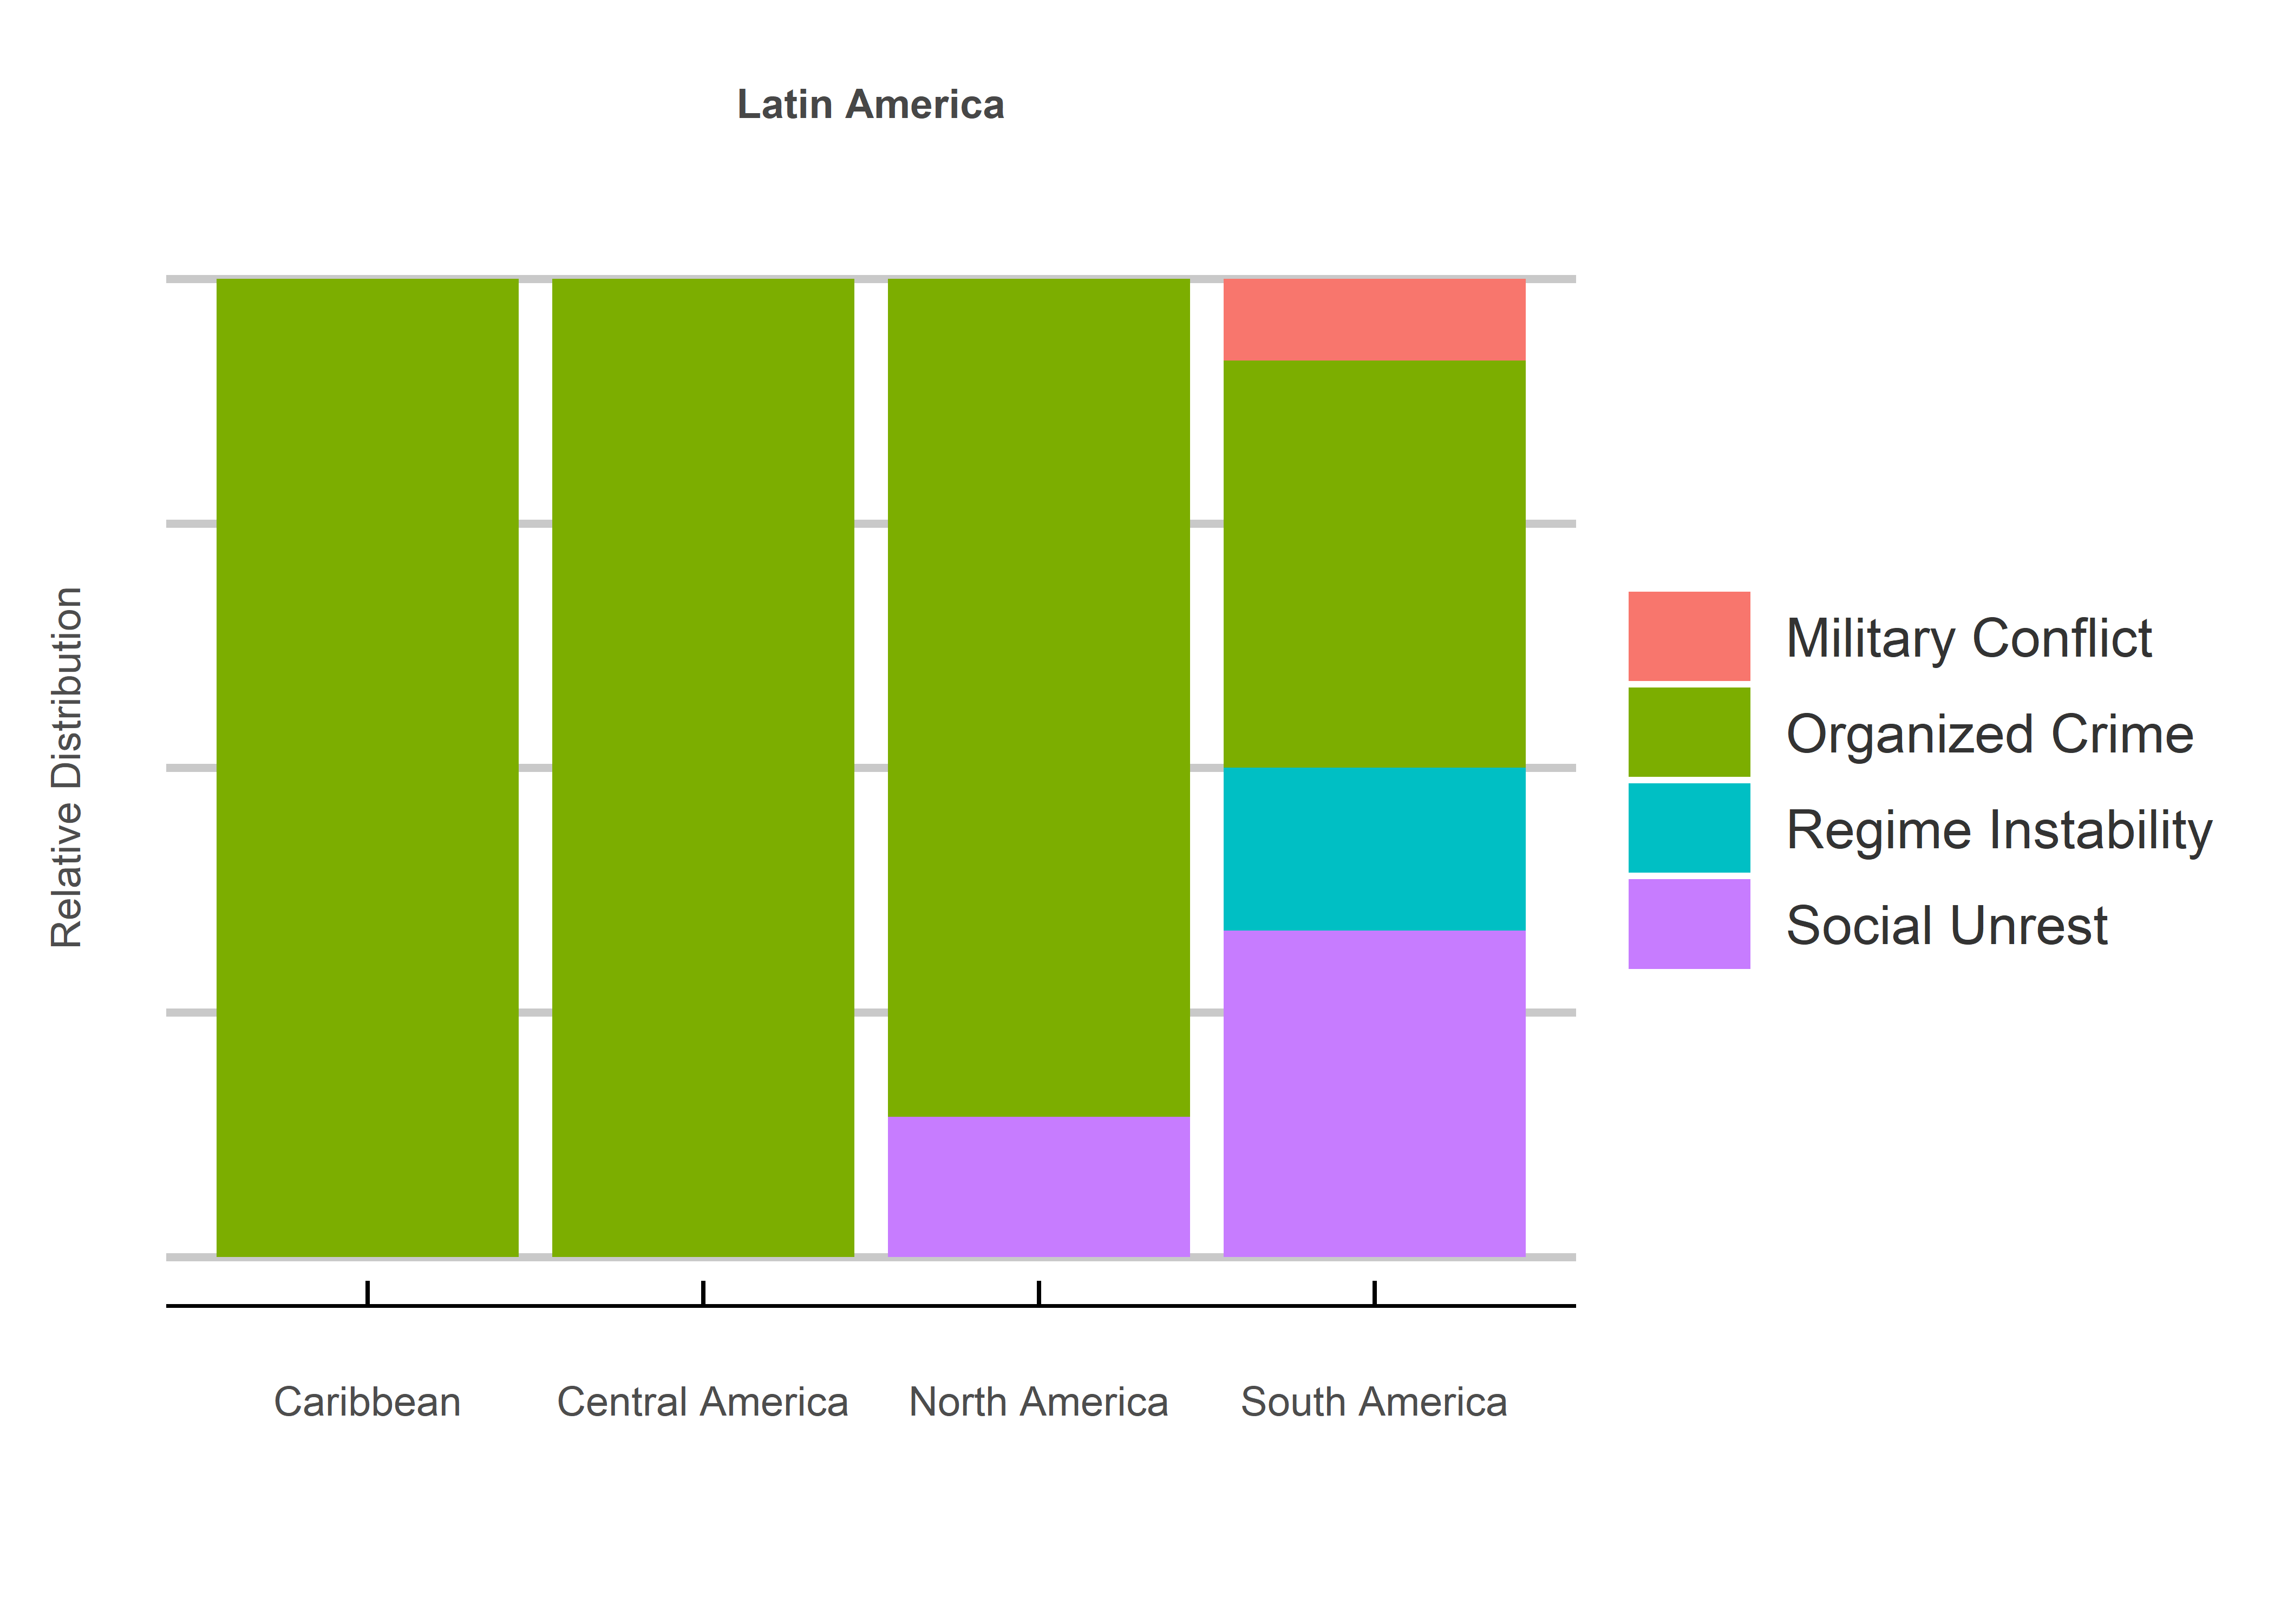 Latin America
Relative Distribution
Military Conflict
Organized Crime
Regime Instability
Social Unrest
Caribbean
Central America
North America
South America